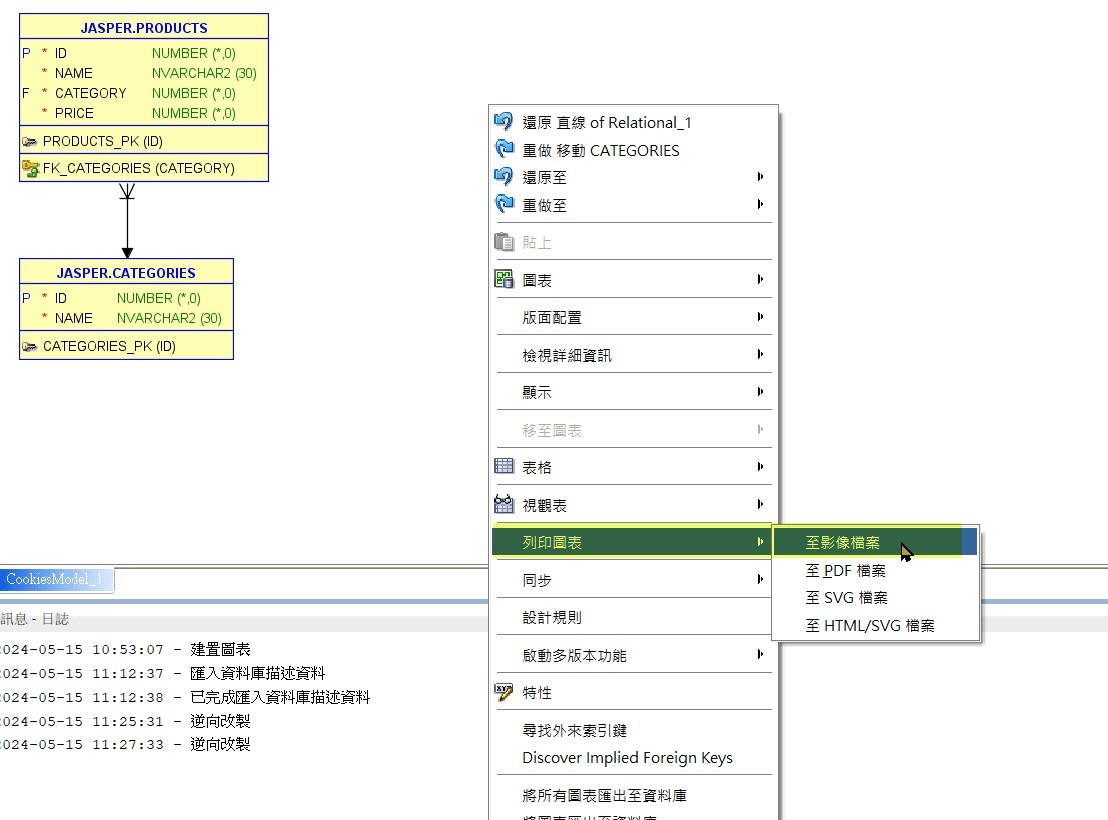 JASPER.PRODUCTS
P * ID NUMBER (*,0)
* NAME NVARCHAR2 (30)
F * CATEGORY NUMBER (*,0)
* PRICE NUMBER (*,0)
PRODUCTS_PK (ID)
FK_CATEGORIES (CATEGORY)
JASPER.CATEGORIES
P * ID NUMBER (*,0)
* NAME NVARCHAR2 (30)
CATEGORIES_PK (ID)
還原 直線 of Relational_1
重做 移動 CATEGORIES
還原至
重做至
貼上
圖表
版面配置
檢視詳細資訊
顯示
移至圖表
表格
視觀表
列印圖表
至影像檔案
至 PDF 檔案
至 SVG 檔案
至 HTML/SVG 檔案
同步
設計規則
啟動多版本功能
特性
尋找外來索引鍵
Discover Implied Foreign Keys
將所有圖表匯出至資料庫
將圖表匯出至資料庫
CookiesModel_1
訊息 - 日誌
024-05-15 10:53:07 - 建置圖表
024-05-15 11:12:37 - 匯入資料庫描述資料
024-05-15 11:12:38 - 已完成匯入資料庫描述資料
024-05-15 11:25:31 - 逆向改製
024-05-15 11:27:33 - 逆向改製